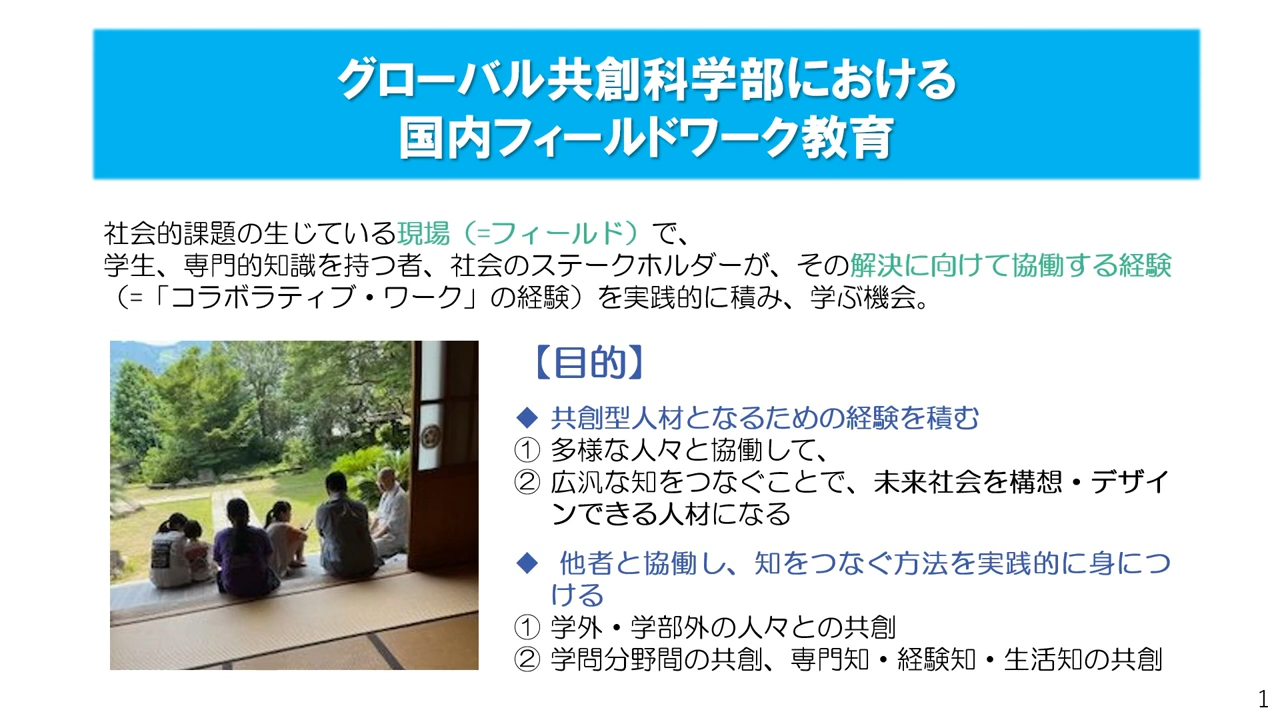 グローバル共創科学部における
国内フィールドワーク教育
社会的課題の生じている現場（=フィールド）で、
学生、専門的知識を持つ者、社会のステークホルダーが、その解決に向けて協働する経験
（=「コラボラティブ・ワーク」の経験）を実践的に積み、学ぶ機会。
【目的】
◆ 共創型人材となるための経験を積む
① 多様な人々と協働して、
② 広汎な知をつなぐことで、未来社会を構想・デザイ
ンできる人材になる
◆ 他者と協働し、知をつなぐ方法を実践的に身につ
ける
① 学外・学部外の人々との共創
② 学問分野間の共創、専門知・経験知・生活知の共創
1